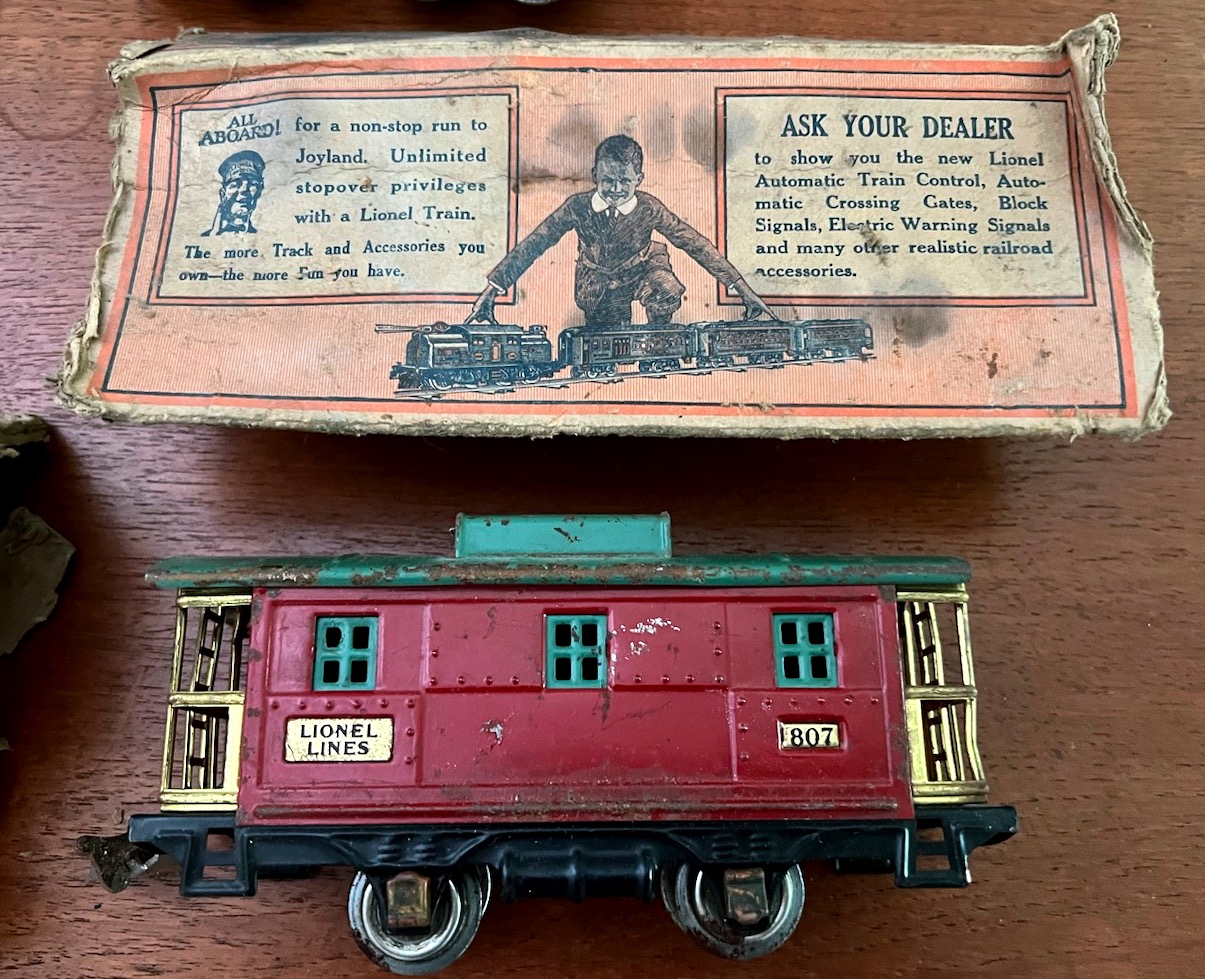 ALL
ABOARD!
for a non-stop run to
Joyland. Unlimited
stopover privileges
with a Lionel Train.
The more Track and Accessories you
own—the more Fun you have.
ASK YOUR DEALER
to show you the new Lionel
Automatic Train Control, Auto-
matic Crossing Gates, Block
Signals, Electric Warning Signals
and many other realistic railroad
accessories.
LIONEL
LINES
807